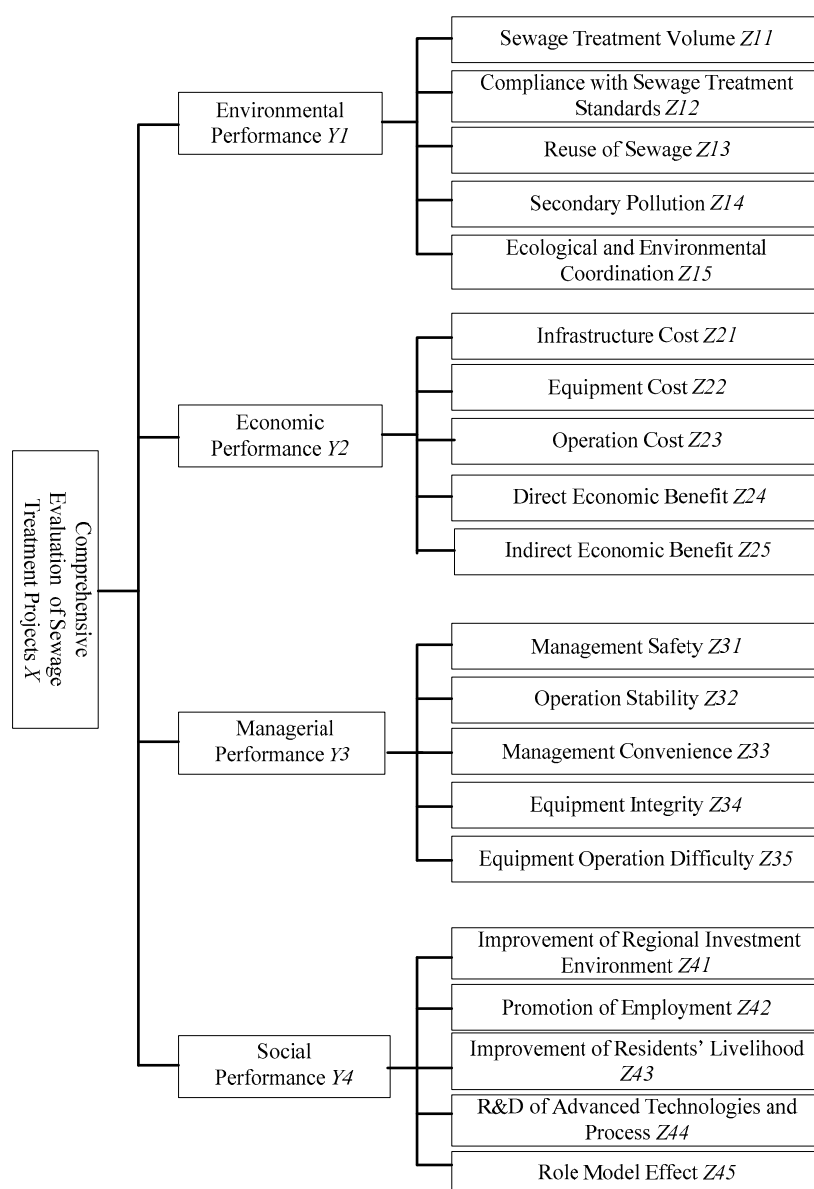 Comprehensive
Evaluation of Sewage
Treatment Projects X
Environmental
Performance Y1
Sewage Treatment Volume Z11
Compliance with Sewage Treatment
Standards Z12
Reuse of Sewage Z13
Secondary Pollution Z14
Ecological and Environmental
Coordination Z15
Economic
Performance Y2
Infrastructure Cost Z21
Equipment Cost Z22
Operation Cost Z23
Direct Economic Benefit Z24
Indirect Economic Benefit Z25
Managerial
Performance Y3
Management Safety Z31
Operation Stability Z32
Management Convenience Z33
Equipment Integrity Z34
Equipment Operation Difficulty Z35
Social
Performance Y4
Improvement of Regional Investment
Environment Z41
Promotion of Employment Z42
Improvement of Residents’ Livelihood
Z43
R&D of Advanced Technologies and
Process Z44
Role Model Effect Z45